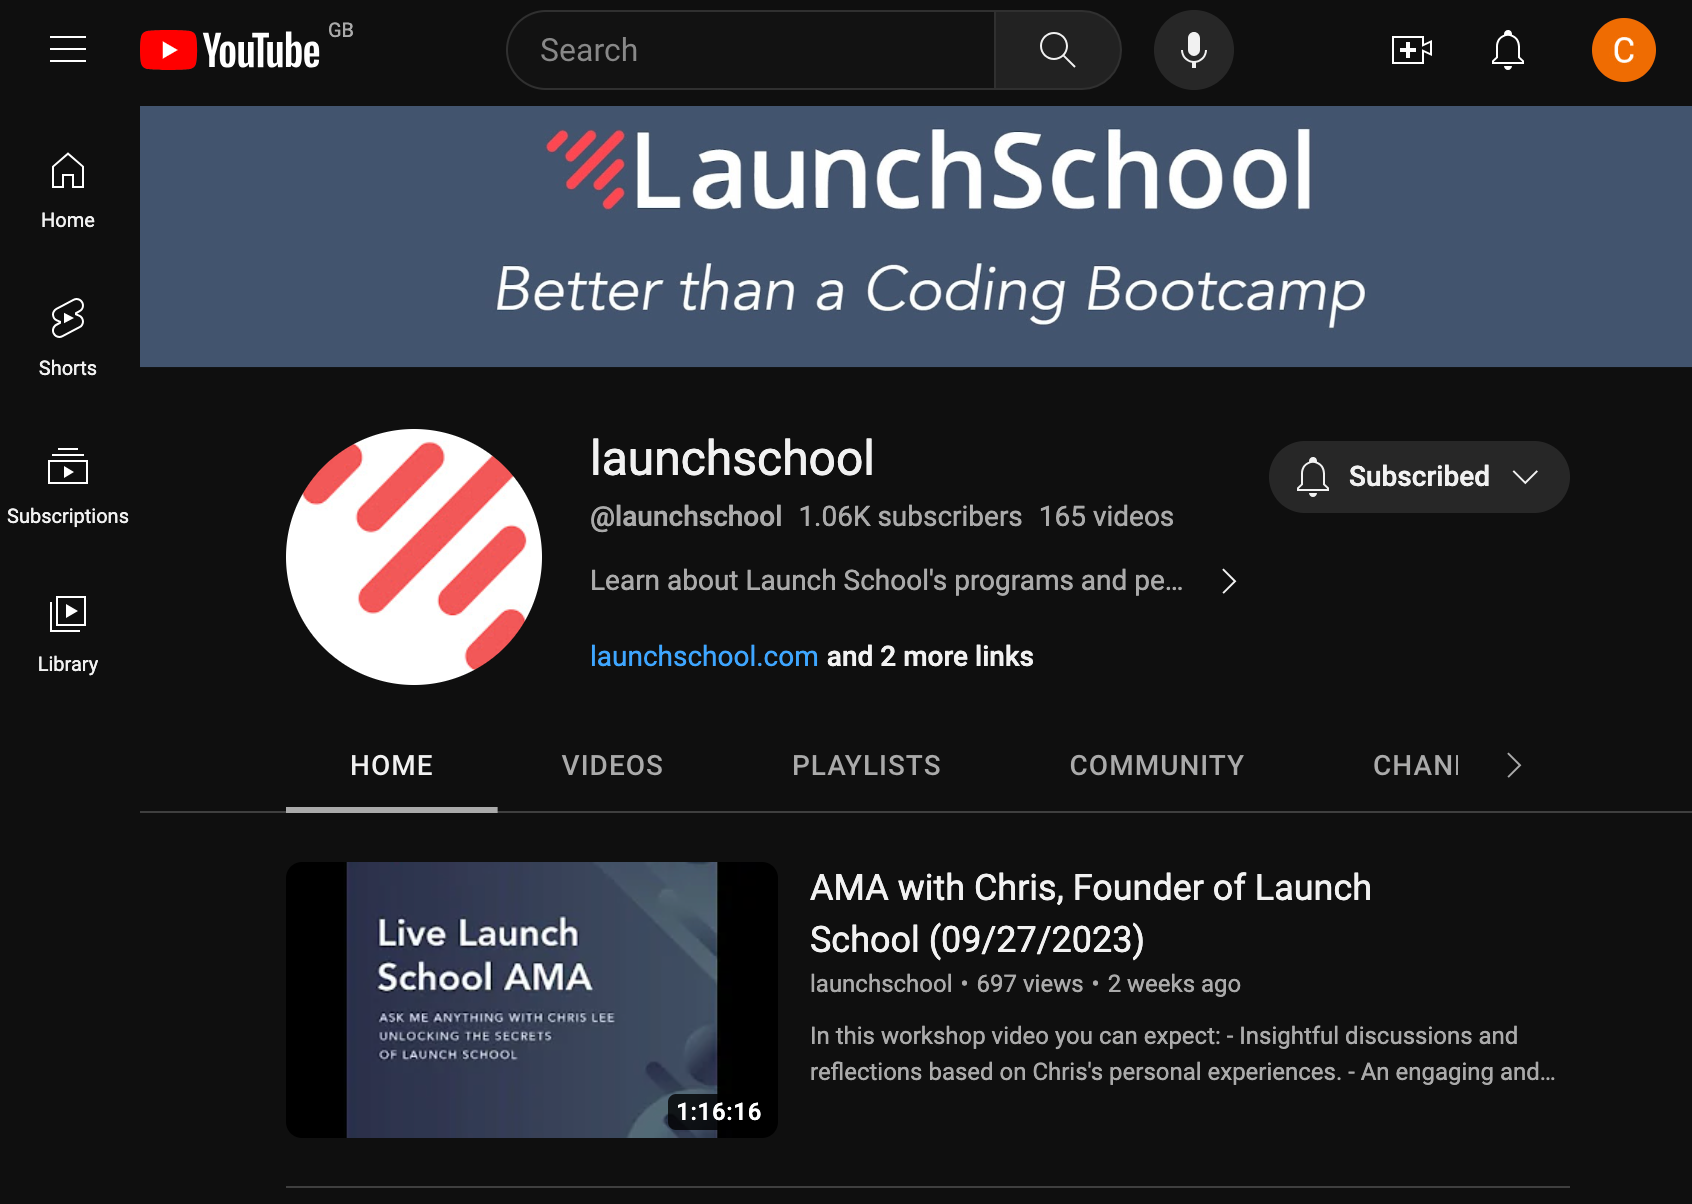 YouTube GB
Search
C
Home
Shorts
Subscriptions
Library
LaunchSchool
Better than a Coding Bootcamp
launchschool
@launchschool 1.06K subscribers 165 videos
Subscribed
Learn about Launch School's programs and pe...
launchschool.com and 2 more links
HOME VIDEOS PLAYLISTS COMMUNITY CHAN
Live Launch
School AMA
ASK ME ANYTHING WITH CHRIS LEE
UNLOCKING THE SECRETS
OF LAUNCH SCHOOL
1:16:16
AMA with Chris, Founder of Launch
School (09/27/2023)
launchschool • 697 views • 2 weeks ago
In this workshop video you can expect: - Insightful discussions and
reflections based on Chris's personal experiences. - An engaging and...